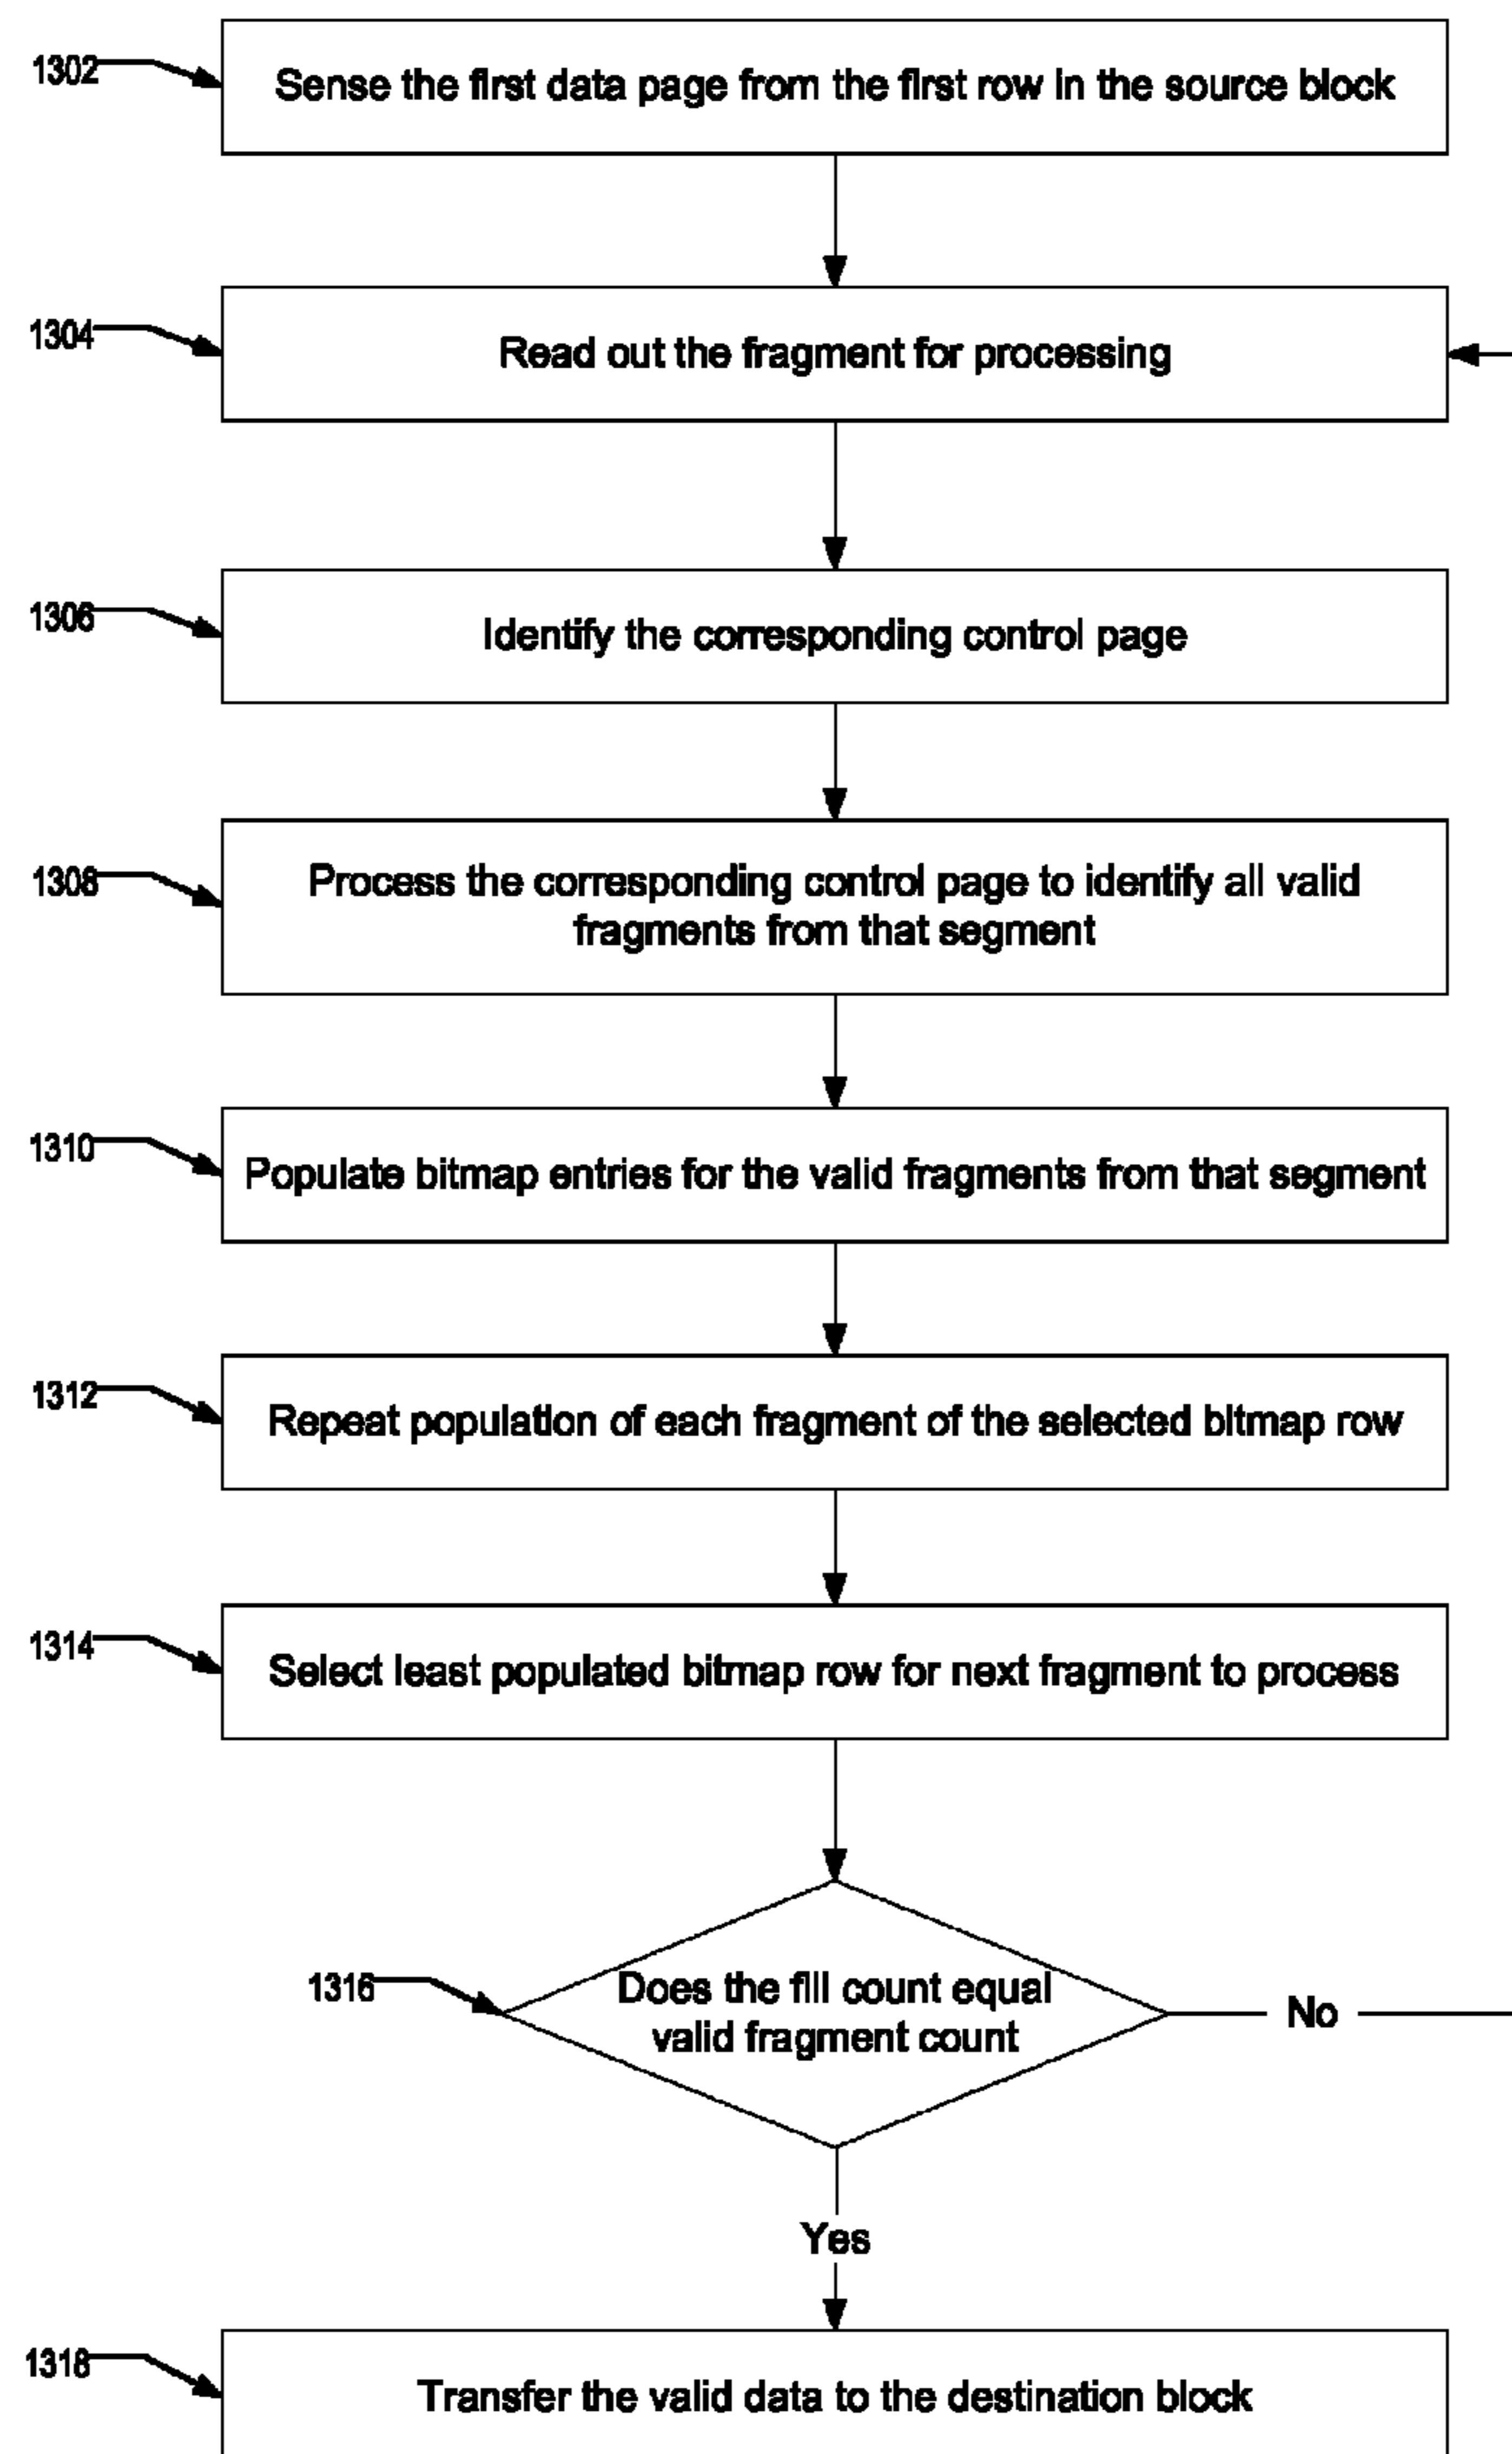 1302
Sense the first data page from the first row in the source block
1304
Read out the fragment for processing
1306
Identify the corresponding control page
1308
Process the corresponding control page to identify all valid
fragments from that segment
1310
Populate bitmap entries for the valid fragments from that segment
1312
Repeat population of each fragment of the selected bitmap row
1314
Select least populated bitmap row for next fragment to process
1316
Does the fill count equal
valid fragment count
No
Yes
1318
Transfer the valid data to the destination block